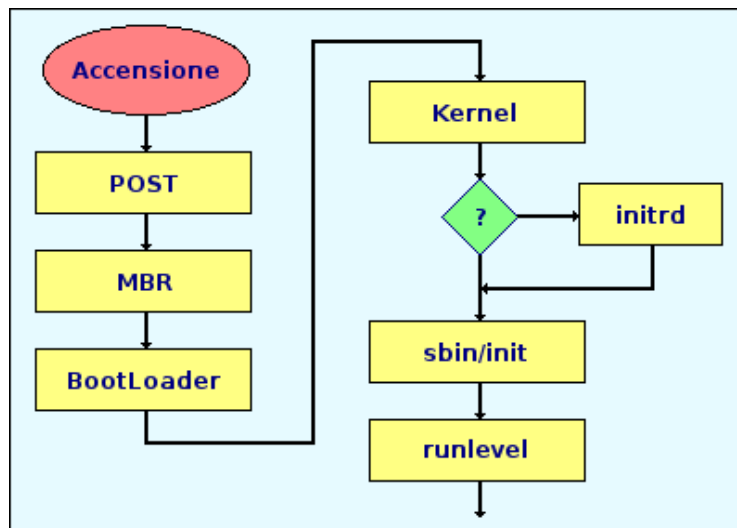 Accensione
POST
MBR
BootLoader
Kernel
?
initrd
sbin/init
runlevel